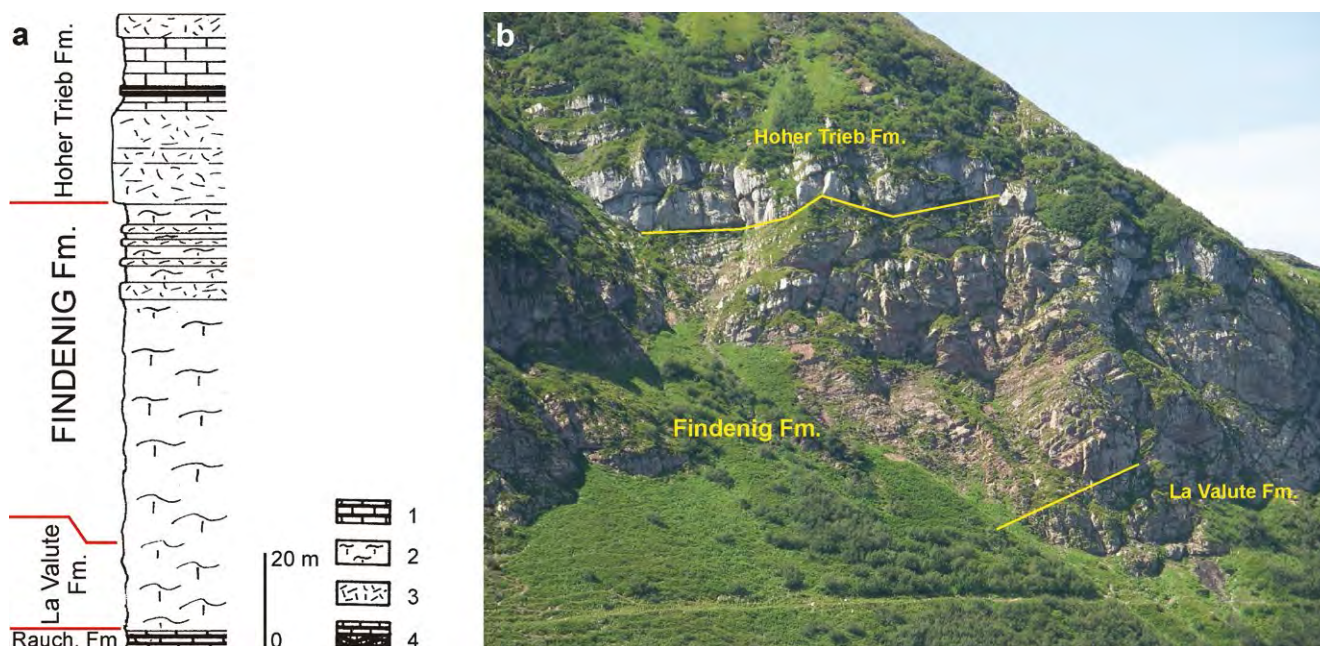 a
Hoher Trieb Fm.
FINDENIG Fm.
La Valute
Fm.
Rauch. Fm
20 m
0
1
2
3
4
b
Hoher Trieb Fm.
Findenig Fm.
La Valute Fm.